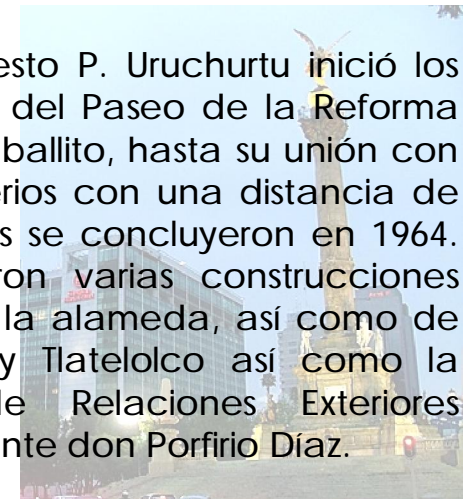 esto P. Uruchurtu inició los
del Paseo de la Reforma
ballito, hasta su unión con
erios con una distancia de
s se concluyeron en 1964.
ron varias construcciones
la alameda, así como de
y Tlatelolco así como la
de Relaciones Exteriores
nte don Porfirio Díaz.